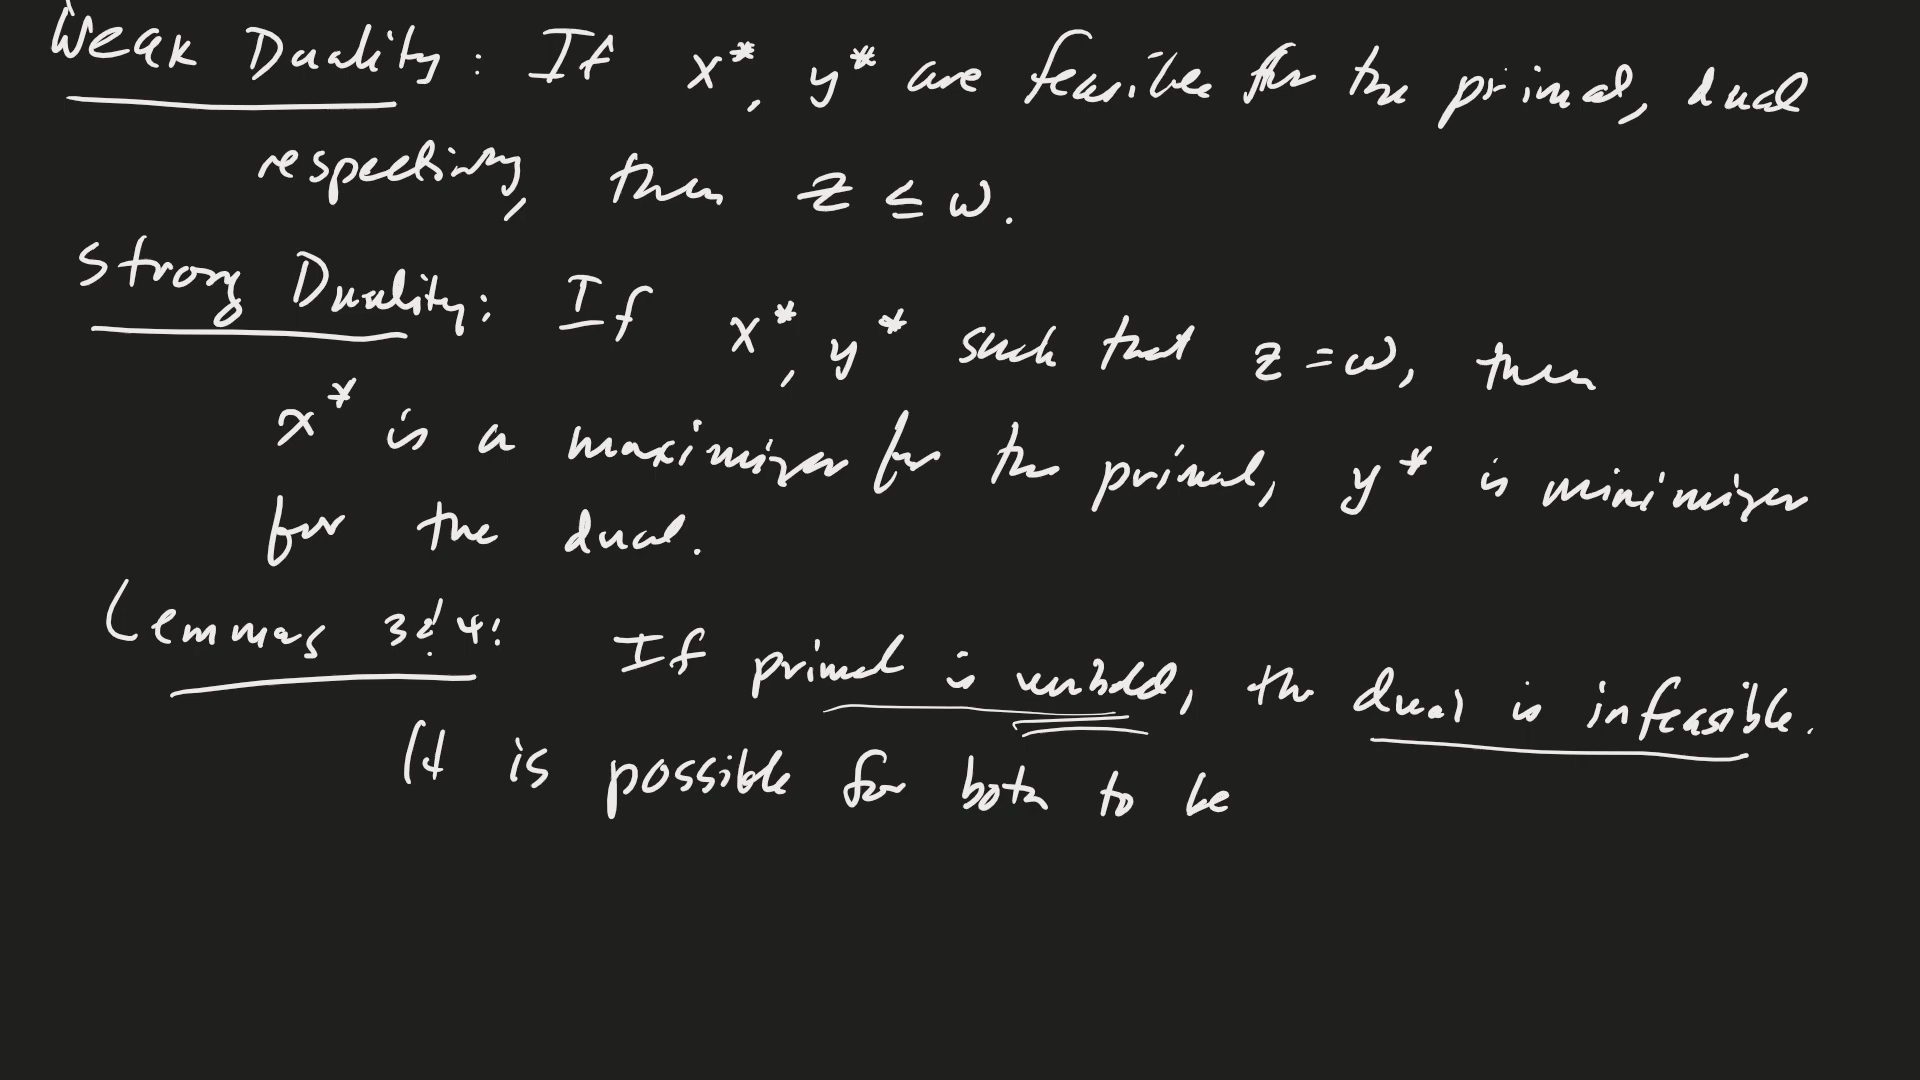 Weak Duality: If x*, y* are feasible for the primal, dual
respectively, then z ≤ w.
Strong Duality: If x*, y* such that z = w, then
x* is a maximizer for the primal, y* is minimizer
for the dual.
Lemmas 3 & 4: If primal is unbdd, the dual is infeasible.
It is possible for both to be